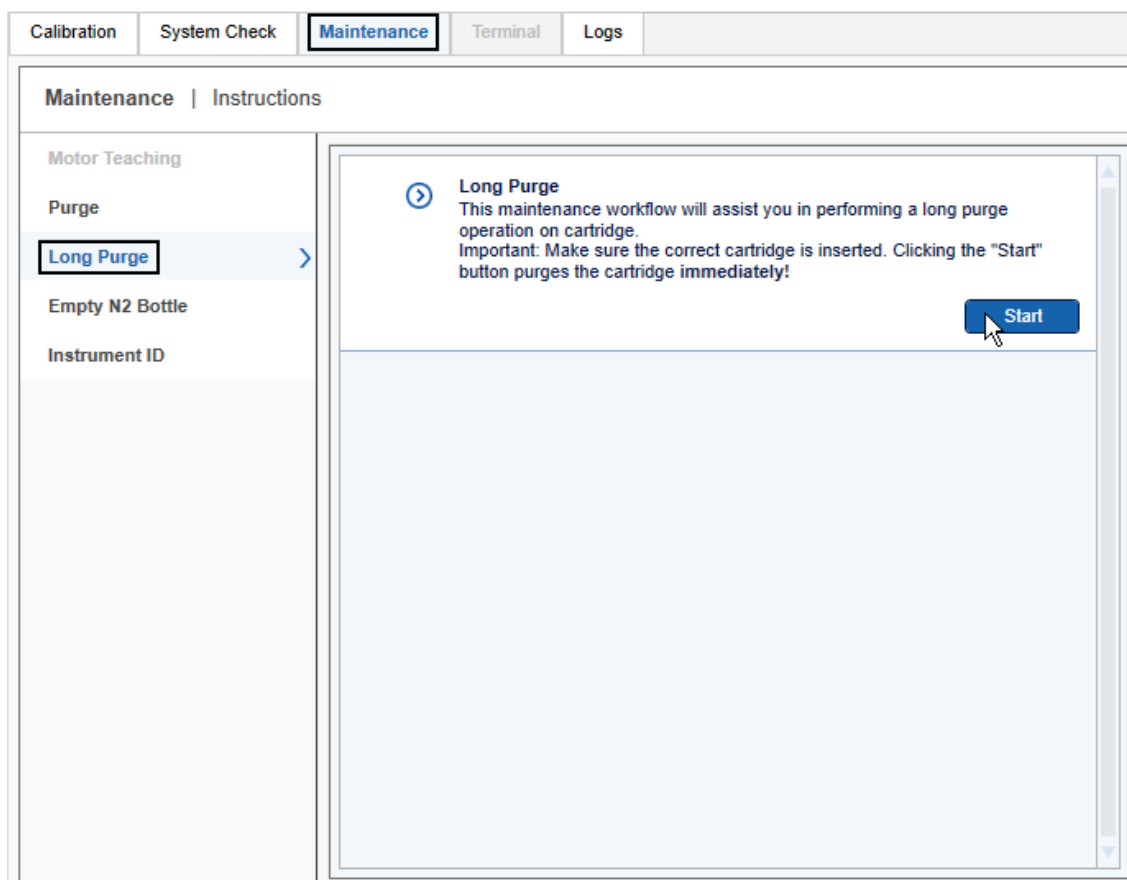 Calibration System Check Maintenance Terminal Logs
Maintenance | Instructions
Motor Teaching
Purge
Long Purge
Empty N2 Bottle
Instrument ID
Long Purge
This maintenance workflow will assist you in performing a long purge
operation on cartridge.
Important: Make sure the correct cartridge is inserted. Clicking the "Start"
button purges the cartridge immediately!
Start